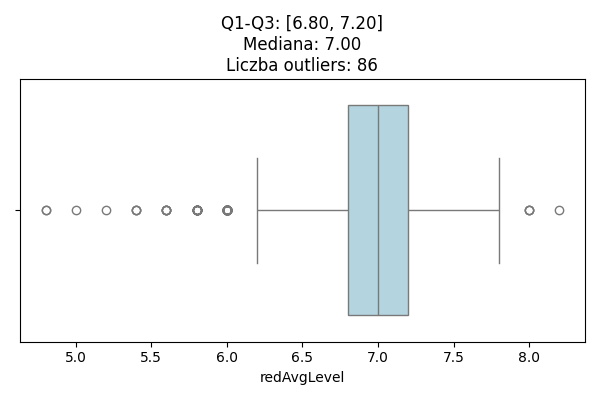 Q1-Q3: [6.80, 7.20]
Mediana: 7.00
Liczba outliers: 86
5.0 5.5 6.0 6.5 7.0 7.5 8.0
redAvgLevel